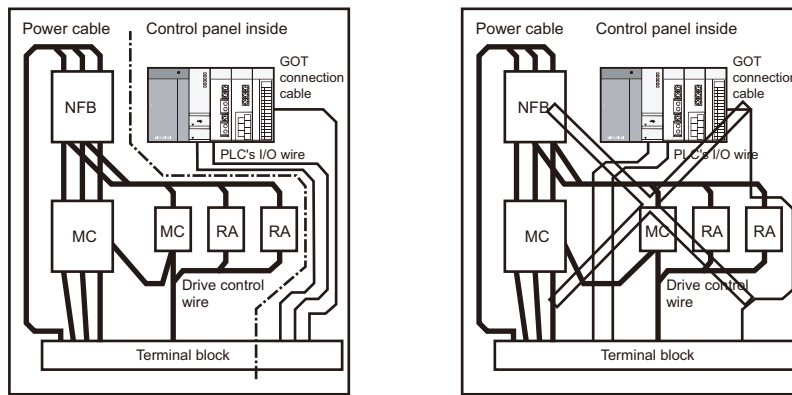 Power cable
Control panel inside
GOT
connection
cable
NFB
PLC's I/O wire
MC
MC
RA
RA
Drive control
wire
Terminal block
Power cable
Control panel inside
GOT
connection
cable
NFB
PLC's I/O wire
MC
MC
RA
RA
Drive control
wire
Terminal block